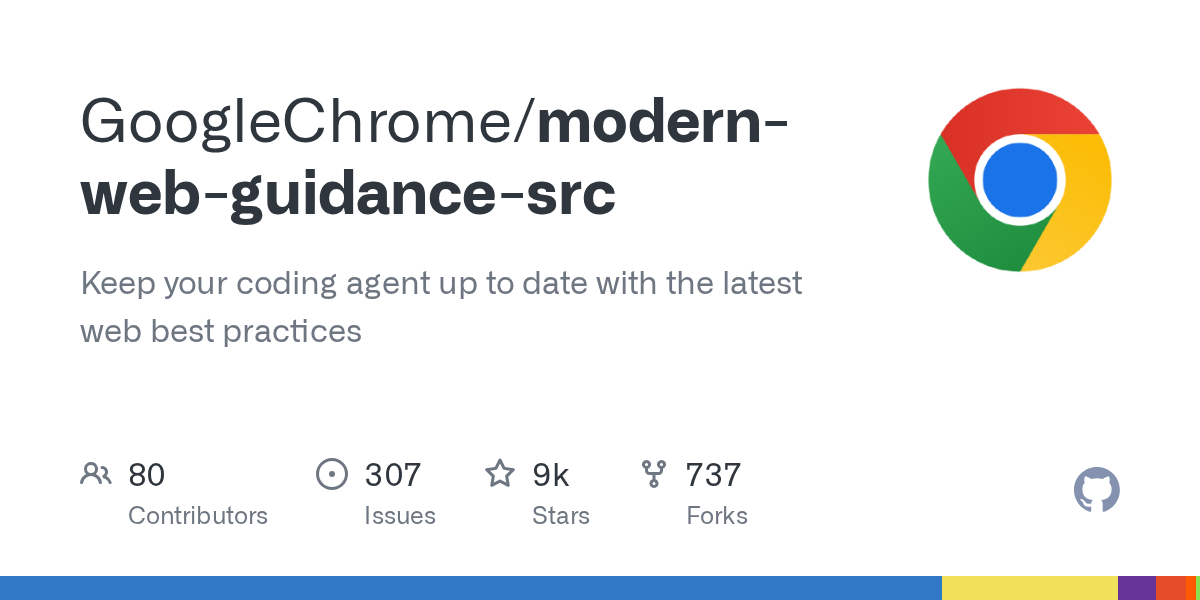 GoogleChrome/modern-
web-guidance-src
Keep your coding agent up to date with the latest
web best practices
80
Contributors
307
Issues
9k
Stars
737
Forks